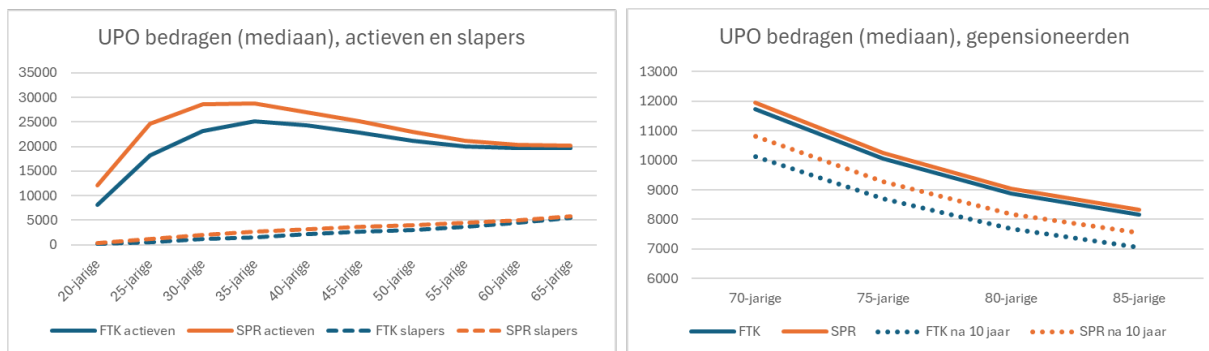 UPO bedragen (mediaan), actieven en slapers
35000
30000
25000
20000
15000
10000
5000
0
20-jarige
25-jarige
30-jarige
35-jarige
40-jarige
45-jarige
50-jarige
55-jarige
60-jarige
65-jarige
FTK actieven
SPR actieven
FTK slapers
SPR slapers
UPO bedragen (mediaan), gepensioneerden
13000
12000
11000
10000
9000
8000
7000
6000
70-jarige
75-jarige
80-jarige
85-jarige
FTK
SPR
FTK na 10 jaar
SPR na 10 jaar